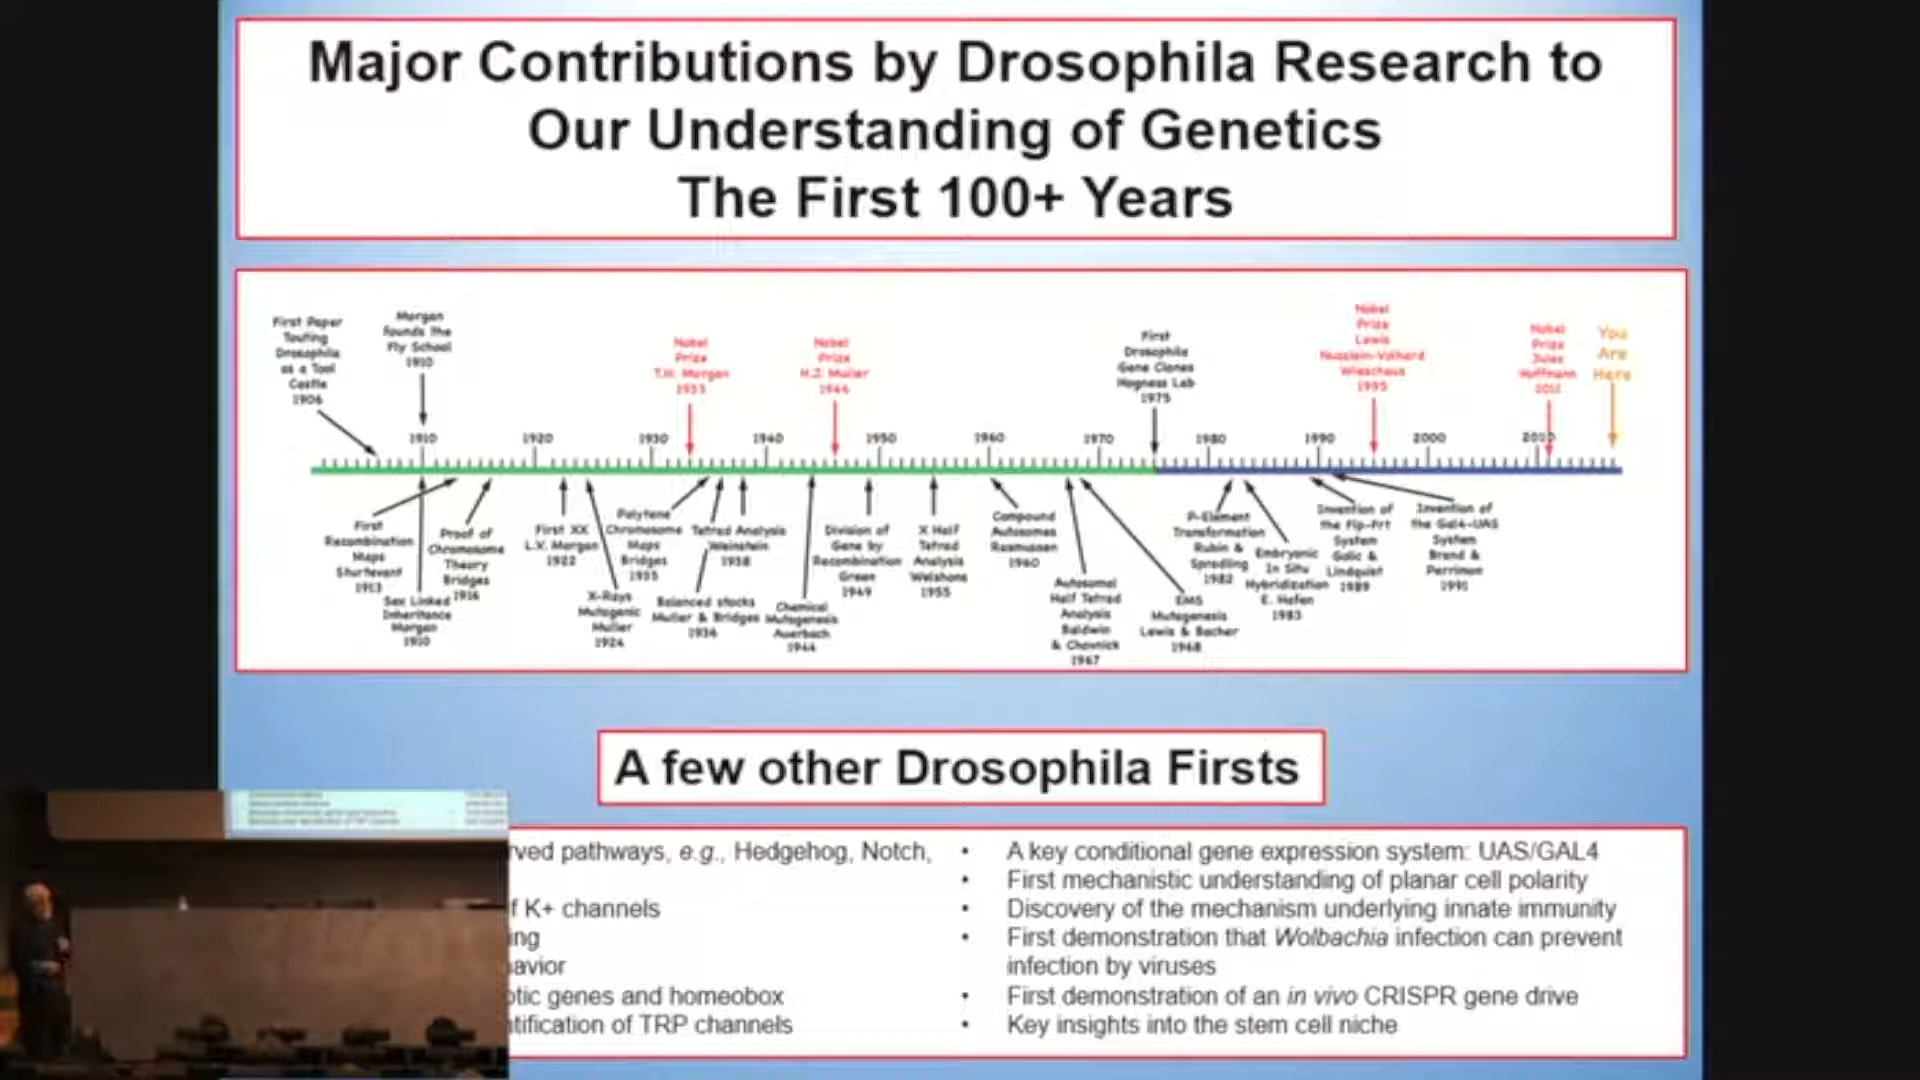 Major Contributions by Drosophila Research to
Our Understanding of Genetics
The First 100+ Years
First Paper
Touting
Drosophila
as a Tool
Castle
1906
Morgan
founds the
Fly School
1910
Nobel
Prize
T.H. Morgan
1933
Nobel
Prize
H.J. Muller
1946
First
Drosophila
Gene Clones
Hogness Lab
1975
Nobel
Prize
Lewis
Nusslein-Volhard
Wieschaus
1995
Nobel
Prize
Jules
Hoffmann
2011
You
Are
Here
1910 1920 1930 1940 1950 1960 1970 1980 1990 2000 2010
First
Recombination
Maps
Sturtevant
1913
Sex Linked
Inheritance
Morgan
1910
Proof of
Chromosome
Theory
Bridges
1916
First XX
L.V. Morgan
1922
X-Rays
Mutagenic
Muller
1924
Polytene
Chromosome
Maps
Bridges
1935
Balanced stocks
Muller & Bridges
1936
Tetrad Analysis
Weinstein
1938
Chemical
Mutagenesis
Auerbach
1944
Division of
Gene by
Recombination
Green
1949
X Half
Tetrad
Analysis
Welshons
1955
Compound
Autosomes
Rasmussen
1960
Autosomal
Half Tetrad
Analysis
Baldwin
& Chovnick
1967
EMS
Mutagenesis
Lewis & Bacher
1968
P-Element
Transformation
Rubin &
Spradling
1982
Embryonic
In Situ
Hybridization
E. Hafen
1983
Invention of
the Flp-Frt
System
Golic &
Lindquist
1989
Invention of
the Gal4-UAS
System
Brand &
Perrimon
1991
A few other Drosophila Firsts
rved pathways, e.g., Hedgehog, Notch,
f K+ channels
ing
avior
otic genes and homeobox
ntification of TRP channels
• A key conditional gene expression system: UAS/GAL4
• First mechanistic understanding of planar cell polarity
• Discovery of the mechanism underlying innate immunity
• First demonstration that Wolbachia infection can prevent
infection by viruses
• First demonstration of an in vivo CRISPR gene drive
• Key insights into the stem cell niche